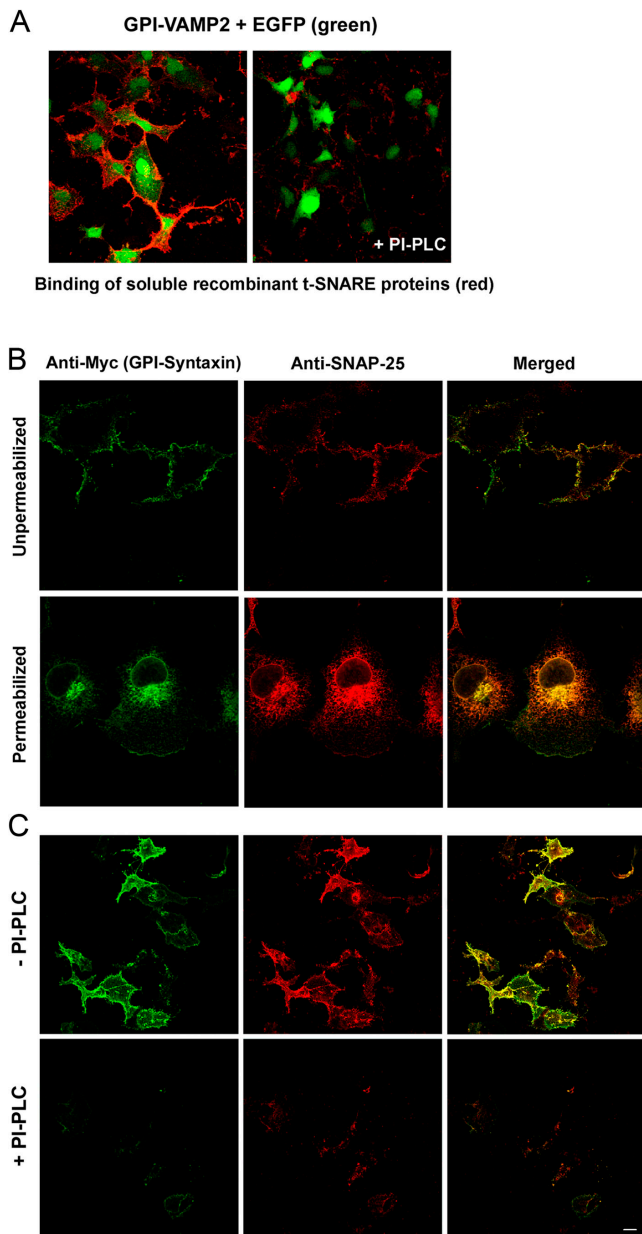 A
GPI-VAMP2 + EGFP (green)
+ PI-PLC
Binding of soluble recombinant t-SNARE proteins (red)
B
Anti-Myc (GPI-Syntaxin) Anti-SNAP-25 Merged
Unpermeabilized
Permeabilized
C
- PI-PLC
+ PI-PLC